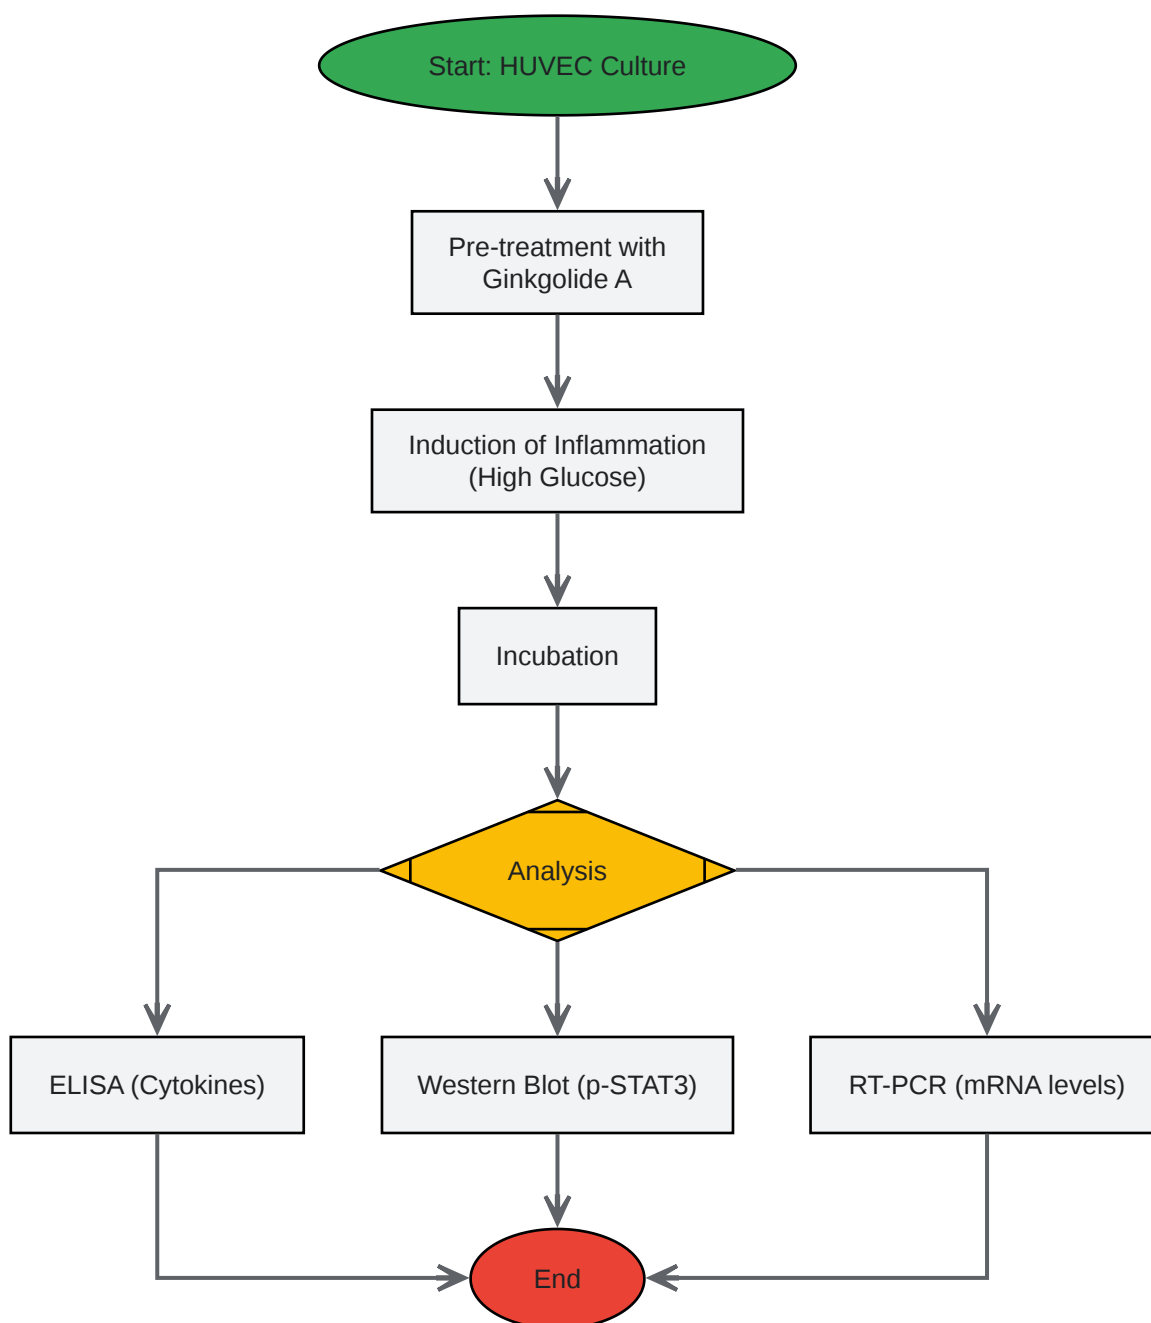 Start: HUVEC Culture
Pre-treatment with
Ginkgolide A
Induction of Inflammation
(High Glucose)
Incubation
Analysis
ELISA (Cytokines)
Western Blot (p-STAT3)
RT-PCR (mRNA levels)
End